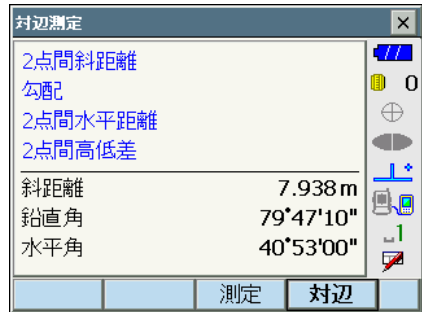 対辺測定
2点間斜距離
勾配
2点間水平距離
2点間高低差
0
斜距離 7.938m
鉛直角 79°47'10"
水平角 40°53'00"
1
測定 対辺